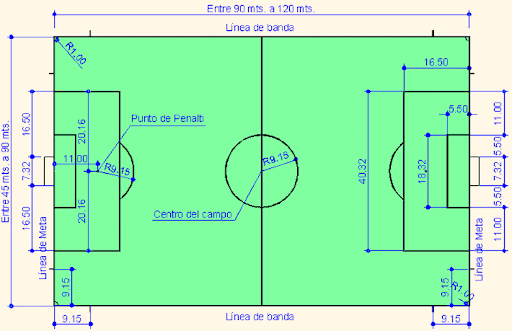 Entre 90 mts. a 120 mts.
Línea de banda
R1.00
16.50
5.50
11.00
Punto de Penalti
16.50
20.16
11.00
R9.15
R9.15
5.50
7.32
7.32
40.32
18.32
Entre 45 mts. a 90 mts.
20.16
16.50
5.50
11.00
Centro del campo
Línea de Meta
Línea de Meta
9.15
9.15
R1.00
9.15
Línea de banda
9.15